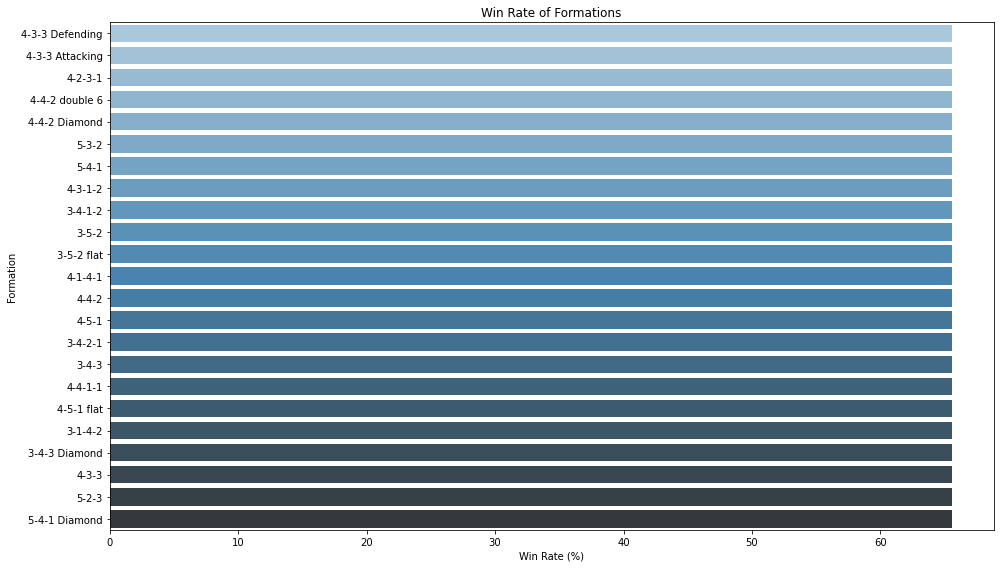 Win Rate of Formations
4-3-3 Defending
4-3-3 Attacking
4-2-3-1
4-4-2 double 6
4-4-2 Diamond
5-3-2
5-4-1
4-3-1-2
3-4-1-2
3-5-2
3-5-2 flat
4-1-4-1
4-4-2
4-5-1
3-4-2-1
3-4-3
4-4-1-1
4-5-1 flat
3-1-4-2
3-4-3 Diamond
4-3-3
5-2-3
5-4-1 Diamond
Formation
0 10 20 30 40 50 60
Win Rate (%)